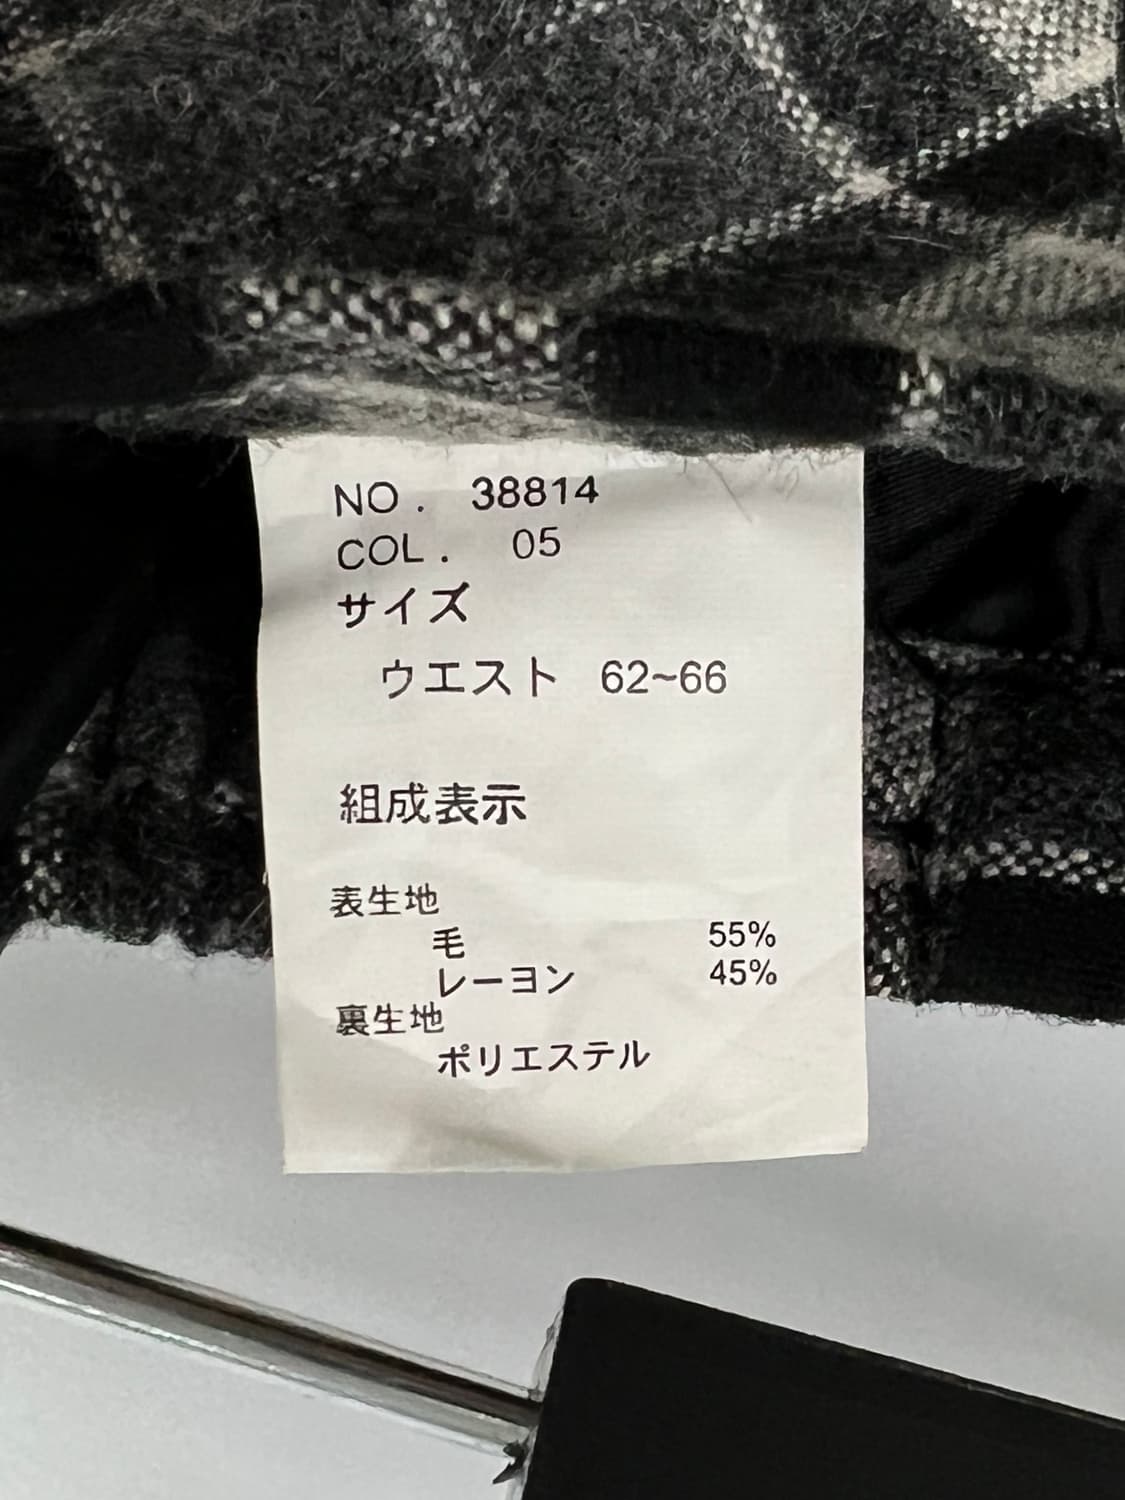 NO. 38814
COL. 05
サイズ
ウエスト 62~66
組成表示
表生地
毛 55%
レーヨン 45%
裏生地
ポリエステル